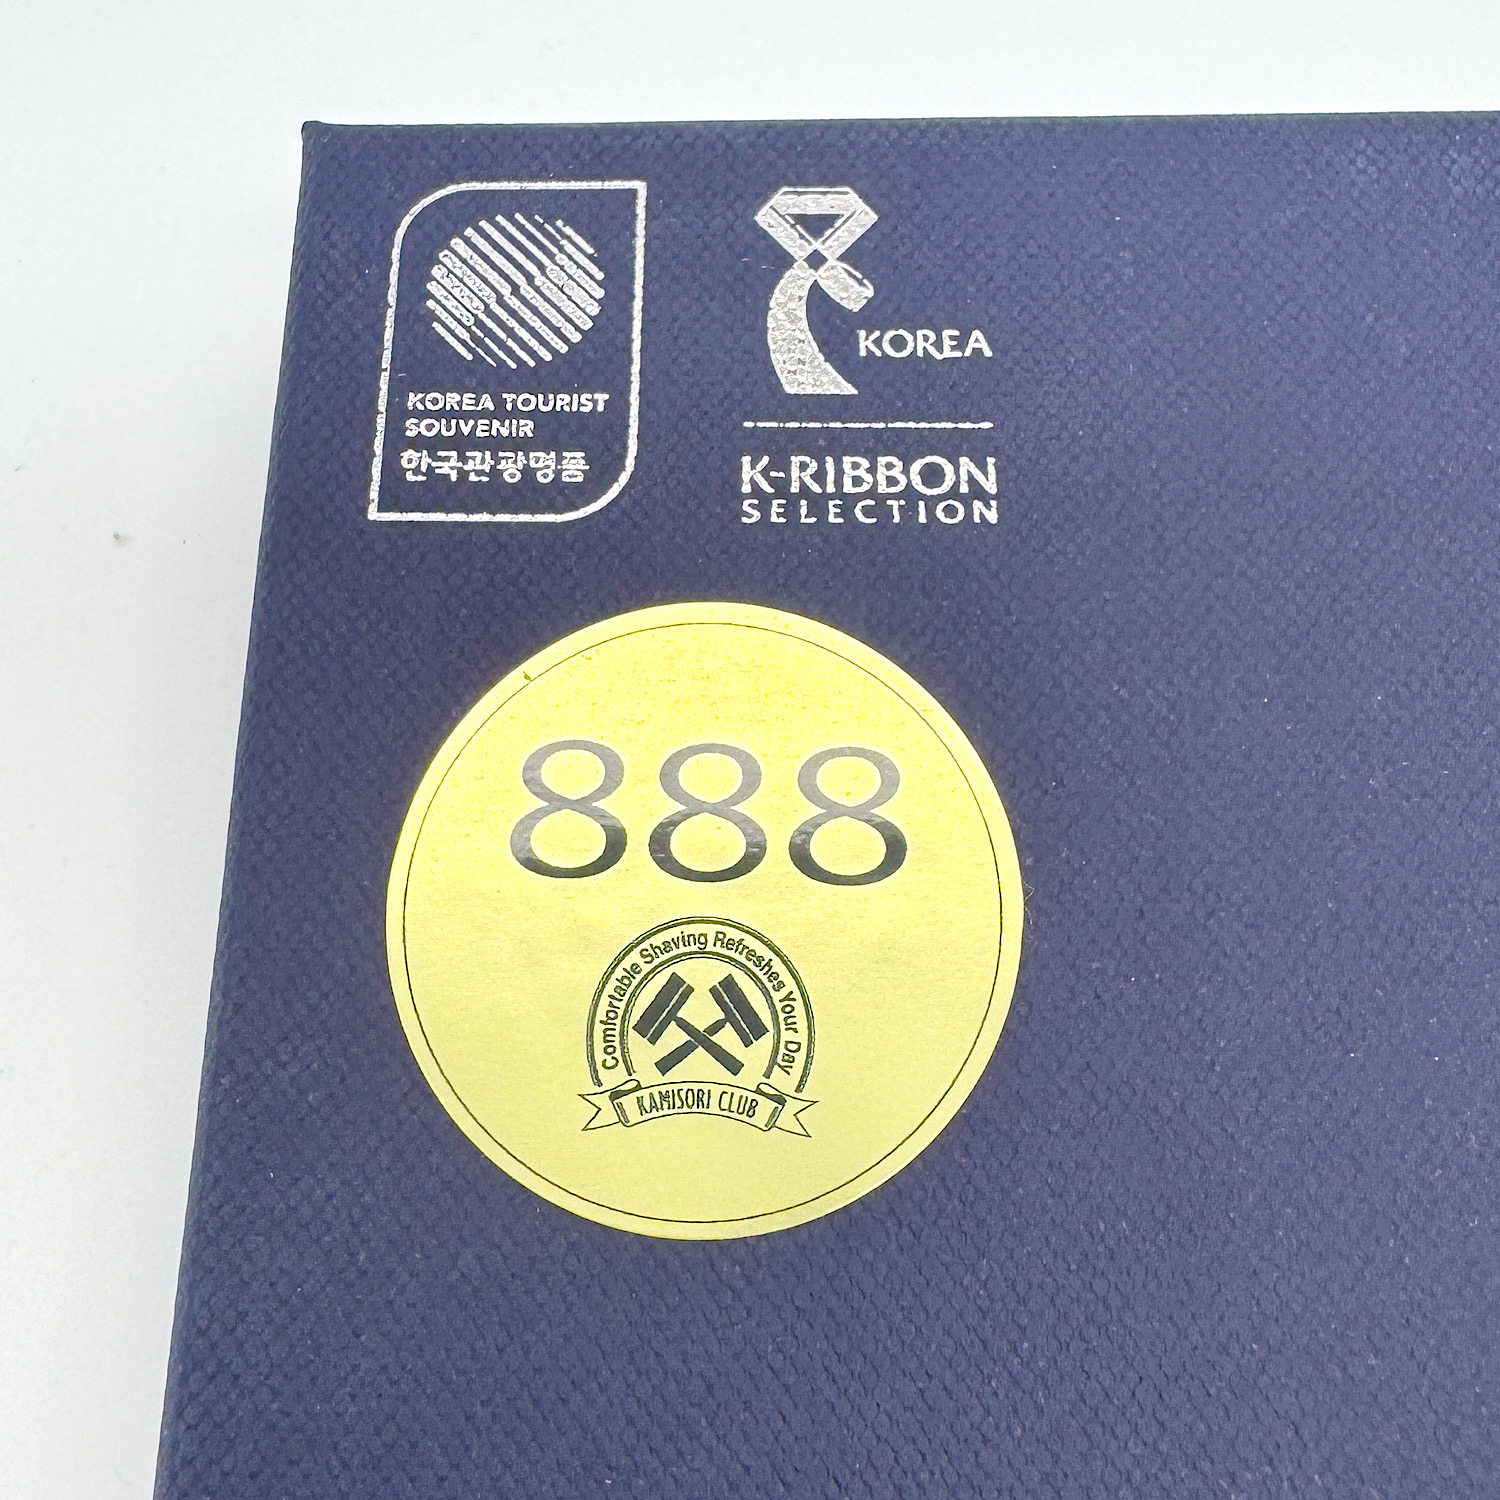 KOREA TOURIST
SOUVENIR
한국관광명품
KOREA
K-RIBBON
SELECTION
888
Comfortable Shaving Refreshes Your Day
KAMISORI CLUB